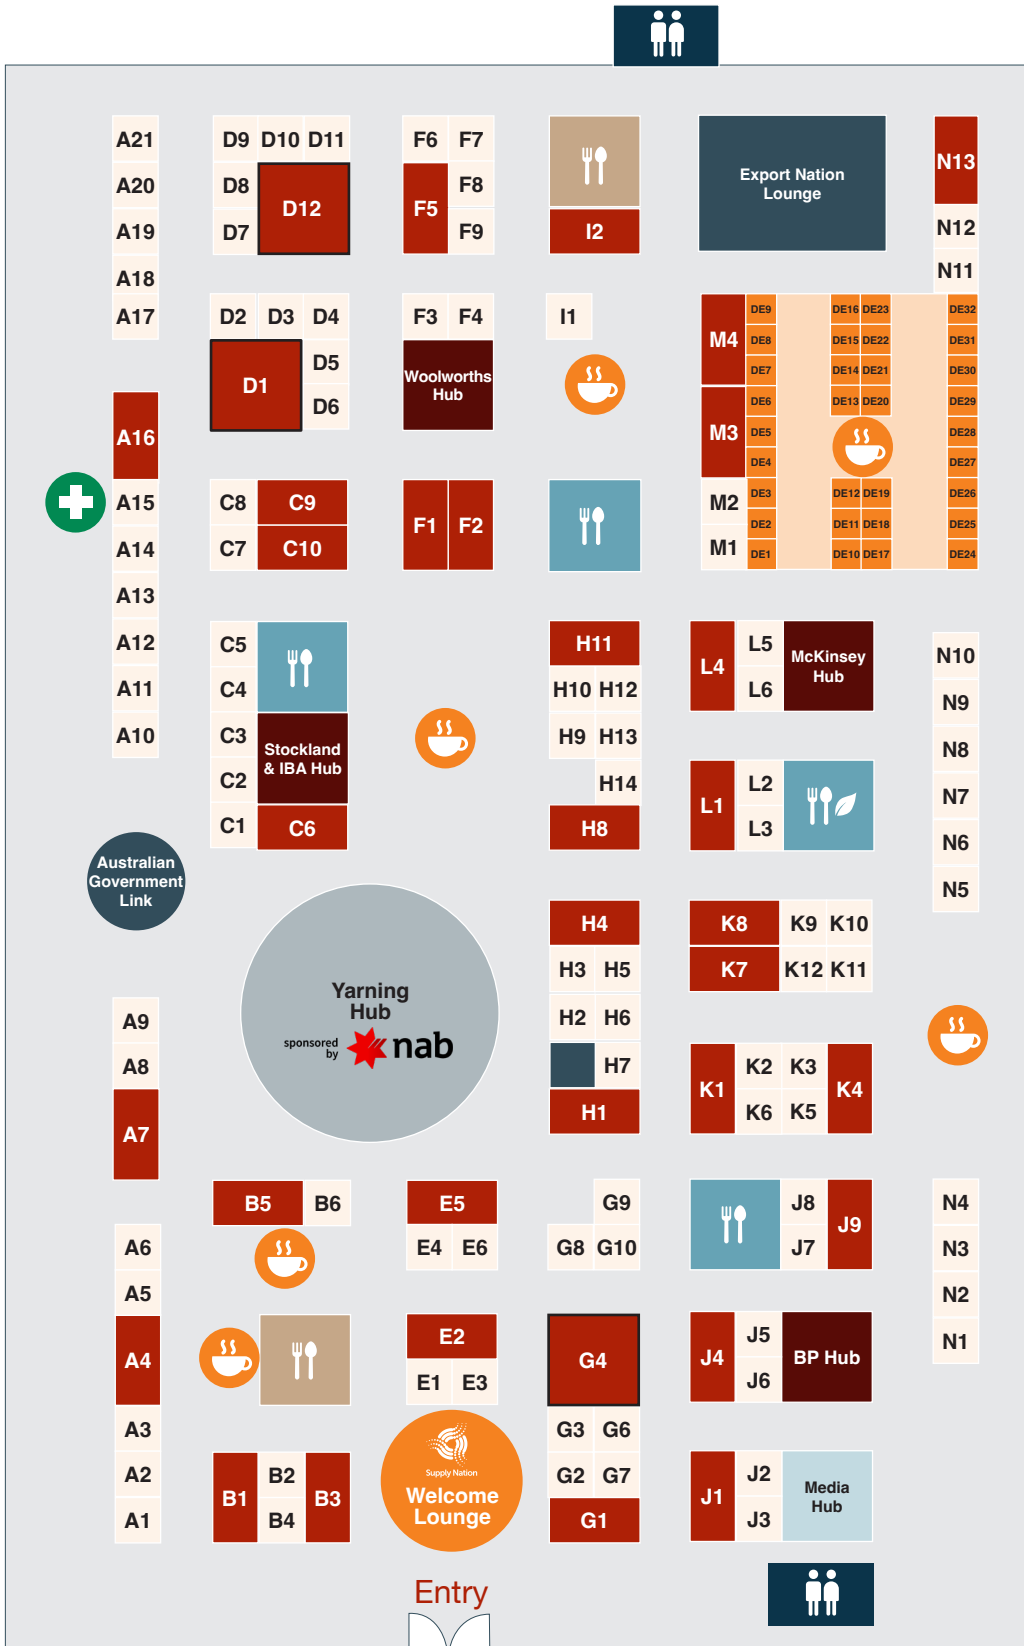 A21
D9 D10 D11
F6 F7
A20
D8
D12
F5
F8
A19
D7
F9
I2
Export Nation
Lounge
N13
N12
N11
A18
A17
D2 D3 D4
F3 F4
I1
D1
D5
D6
Woolworths
Hub
M4
M3
M2
M1
DE9
DE8
DE7
DE6
DE5
DE4
DE3
DE2
DE1
DE16 DE23
DE15 DE22
DE14 DE21
DE13 DE20
DE12 DE19
DE11 DE18
DE10 DE17
DE32
DE31
DE30
DE29
DE28
DE27
DE26
DE25
DE24
A16
A15
A14
A13
A12
A11
A10
C8 C9
C7 C10
F1 F2
C5
C4
C3
C2
C1
Stockland
& IBA Hub
C6
H11
H10 H12
H9 H13
H14
H8
L4
L5
L6
McKinsey
Hub
L1
L2
L3
N10
N9
N8
N7
N6
N5
Australian
Government
Link
Yarning
Hub
sponsored
by
nab
H4
H3 H5
H2 H6
H7
H1
K8 K9 K10
K7 K12 K11
K1
K2 K3
K6 K5
K4
A9
A8
A7
B5 B6
E5
E4 E6
G9
G8 G10
J8
J7
J9
N4
N3
N2
N1
A6
A5
A4
A3
A2
A1
E2
E1 E3
G4
G3 G6
G2 G7
G1
J4
J5
J6
BP Hub
B1
B2
B4
B3
Supply Nation
Welcome
Lounge
J1
J2
J3
Media
Hub
Entry